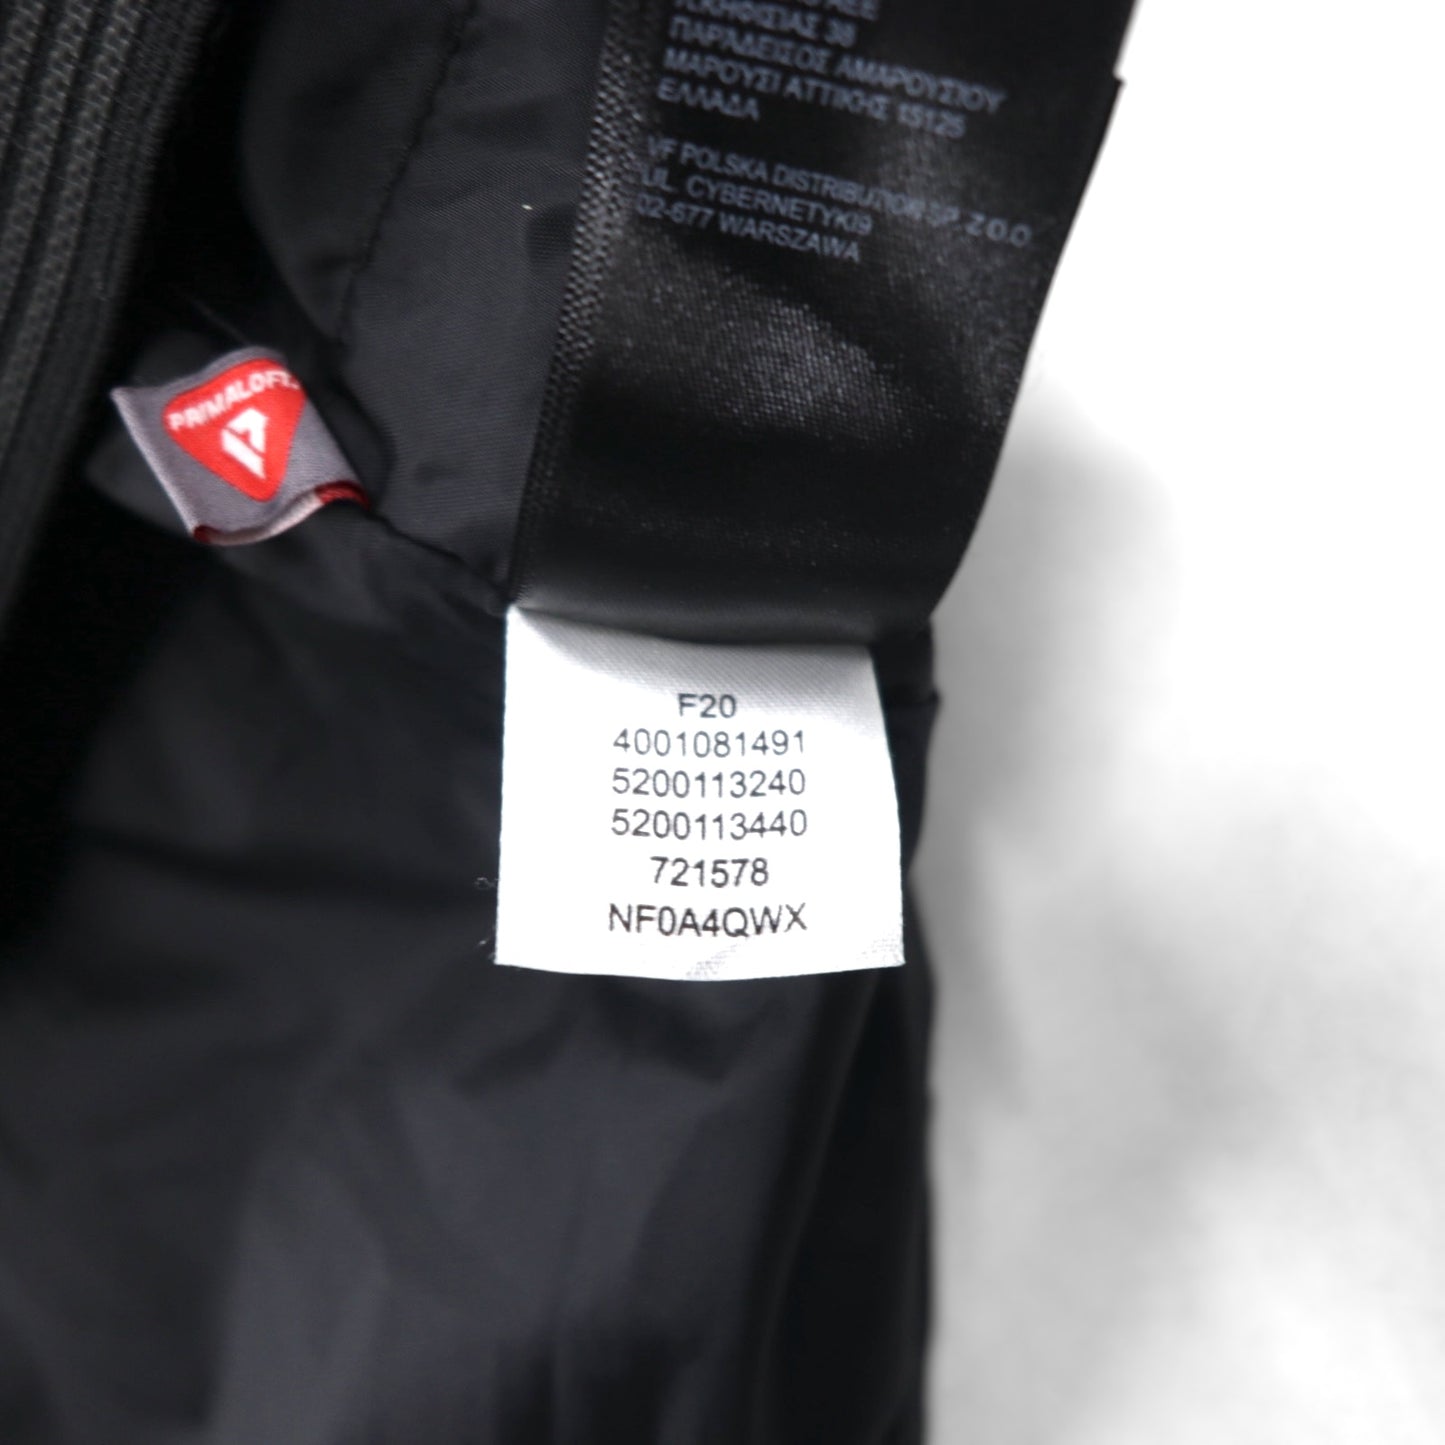 38
ΠΑΡΑΔΕΙΣΟΣ ΑΜΑΡΟΥΣΙΟΥ
ΜΑΡΟΥΣΙ ΑΤΤΙΚΗΣ 15125
ΕΛΛΑΔΑ
VF POLSKA DISTRIBUTION SP. Z O.O
UL. CYBERNETYKI9
02-677 WARSZAWA
PRIMALOFT
F20
4001081491
5200113240
5200113440
721578
NF0A4QWX